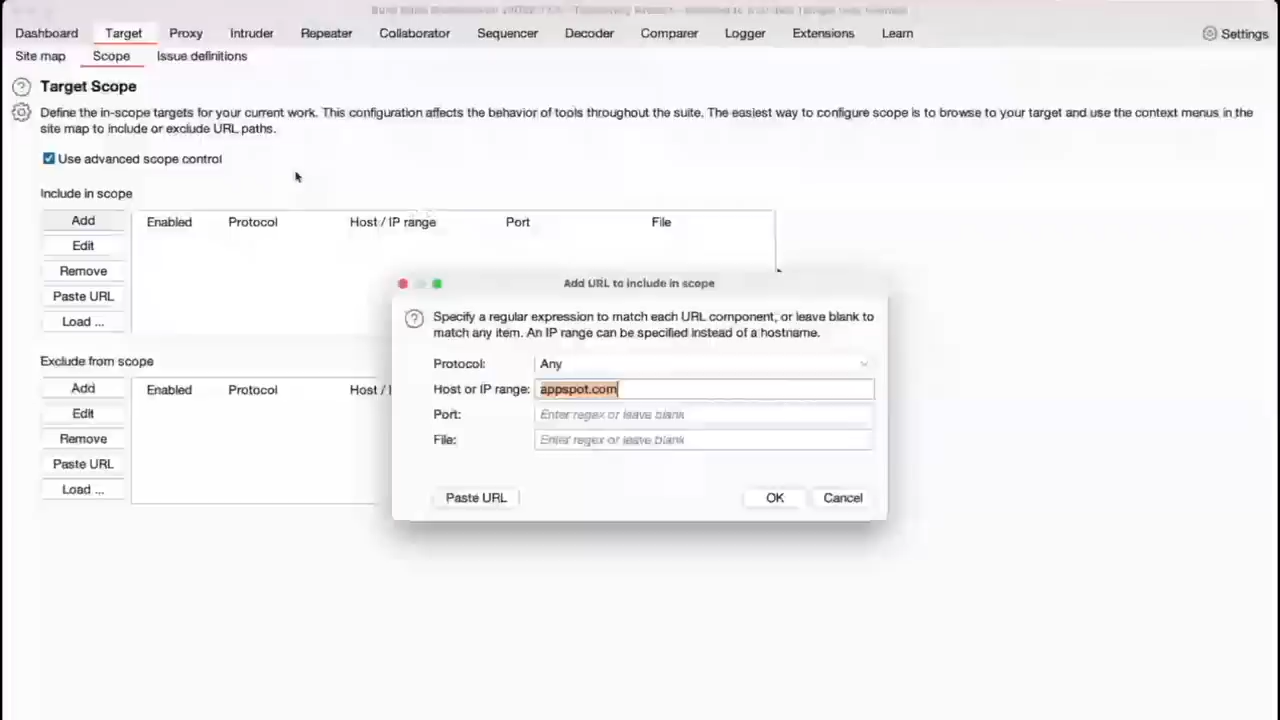 Dashboard Target Proxy Intruder Repeater Collaborator Sequencer Decoder Comparer Logger Extensions Learn Settings
Site map Scope Issue definitions
Target Scope
Define the in-scope targets for your current work. This configuration affects the behavior of tools throughout the suite. The easiest way to configure scope is to browse to your target and use the context menus in the
site map to include or exclude URL paths.
Use advanced scope control
Include in scope
Add Enabled Protocol Host / IP range Port File
Edit
Remove
Paste URL
Load ...
Add URL to include in scope
Specify a regular expression to match each URL component, or leave blank to
match any item. An IP range can be specified instead of a hostname.
Protocol: Any
Host or IP range: appspot.com
Port: Enter regex or leave blank
File: Enter regex or leave blank
Paste URL OK Cancel
Exclude from scope
Add Enabled Protocol Host / I
Edit
Remove
Paste URL
Load ...